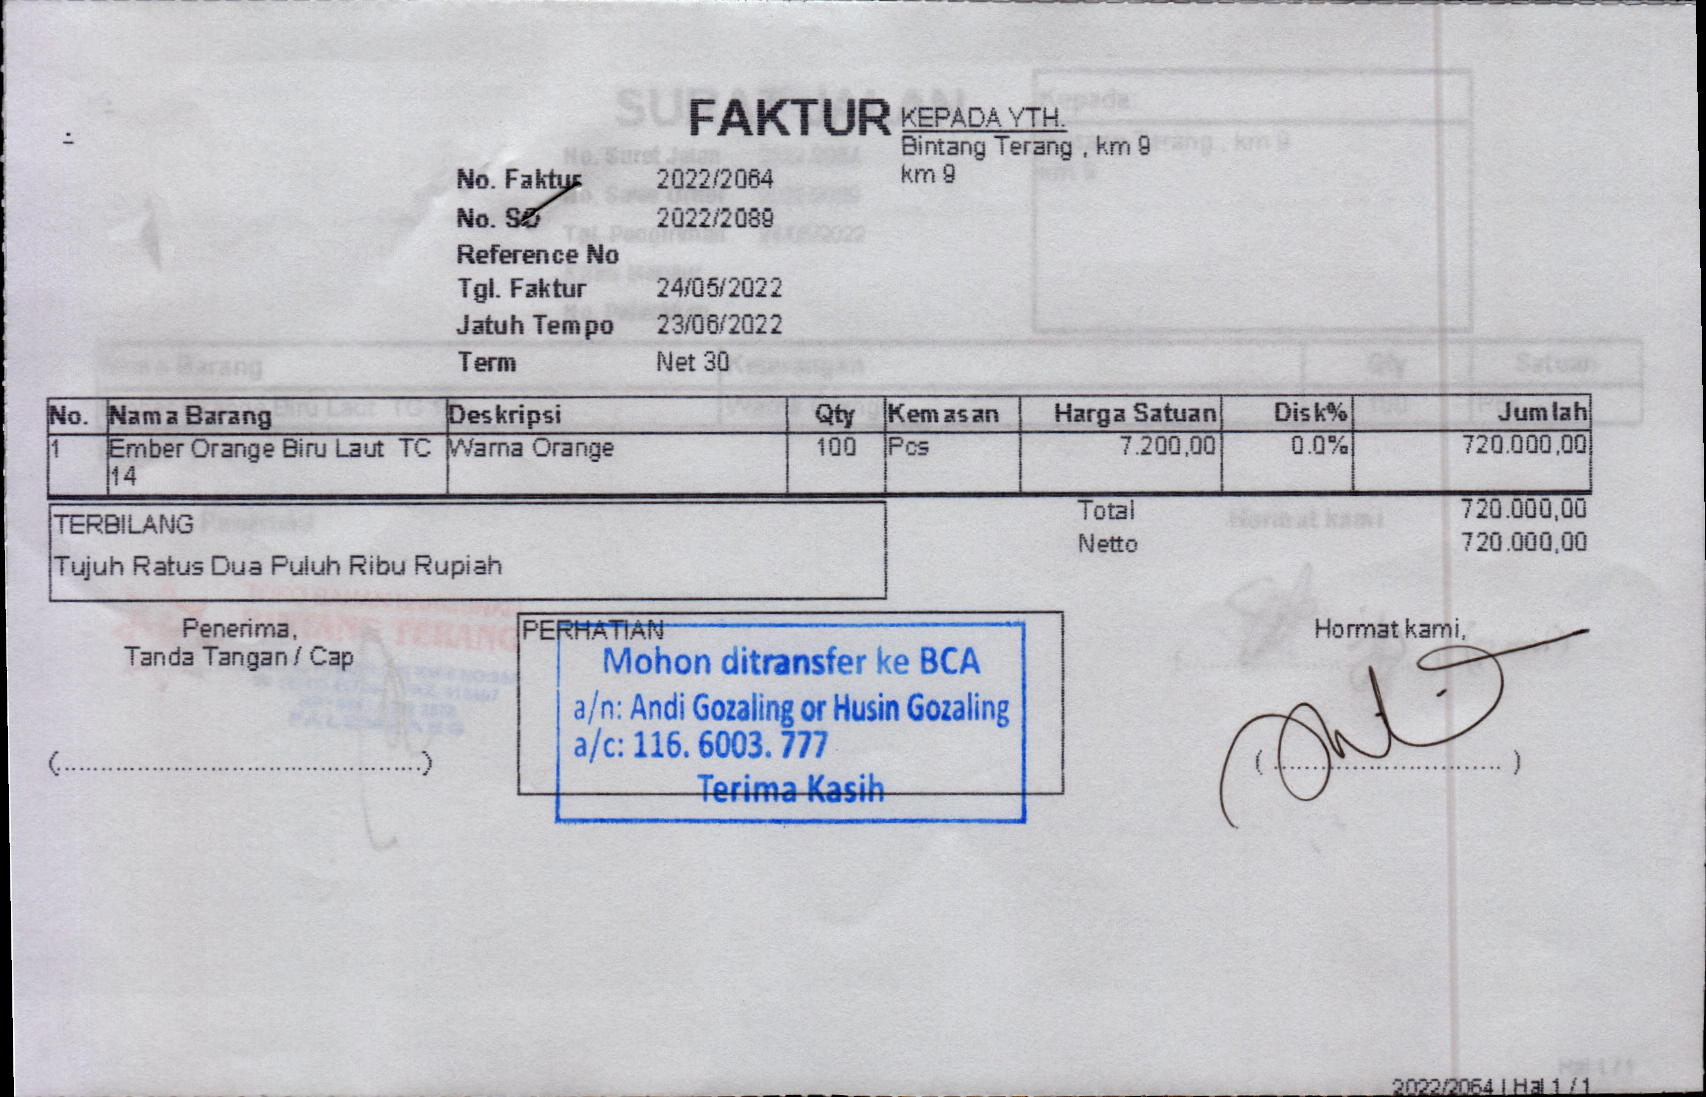 FAKTUR
KEPADA YTH.
Bintang Terang , km 9
km 9
No. Faktur 2022/2064
No. SO 2022/2089
Reference No
Tgl. Faktur 24/05/2022
Jatuh Tempo 23/06/2022
Term Net 30
No. Nama Barang Deskripsi Qty Kemasan Harga Satuan Disk% Jumlah
1 Ember Orange Biru Laut TC 14 Warna Orange 100 Pcs 7.200,00 0.0% 720.000,00
Total 720.000,00
Netto 720.000,00
TERBILANG
Tujuh Ratus Dua Puluh Ribu Rupiah
Penerima,
Tanda Tangan / Cap
PERHATIAN
Mohon ditransfer ke BCA
a/n: Andi Gozaling or Husin Gozaling
a/c: 116. 6003. 777
Terima Kasih
Hormat kami,
2022/2064 | Hal 1 / 1